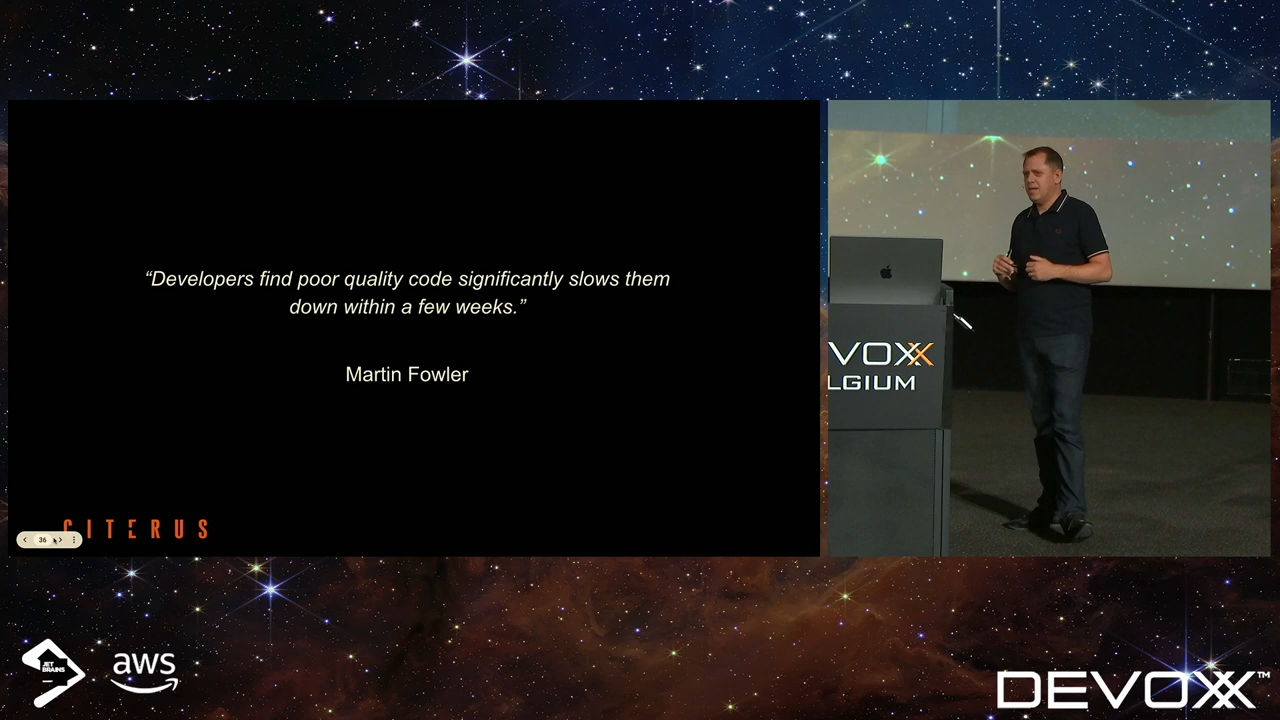 “Developers find poor quality code significantly slows them
down within a few weeks.”
Martin Fowler
CITERUS
36
VOXX
LGIUM
JET
BRAINS
aws
DEVOXX™